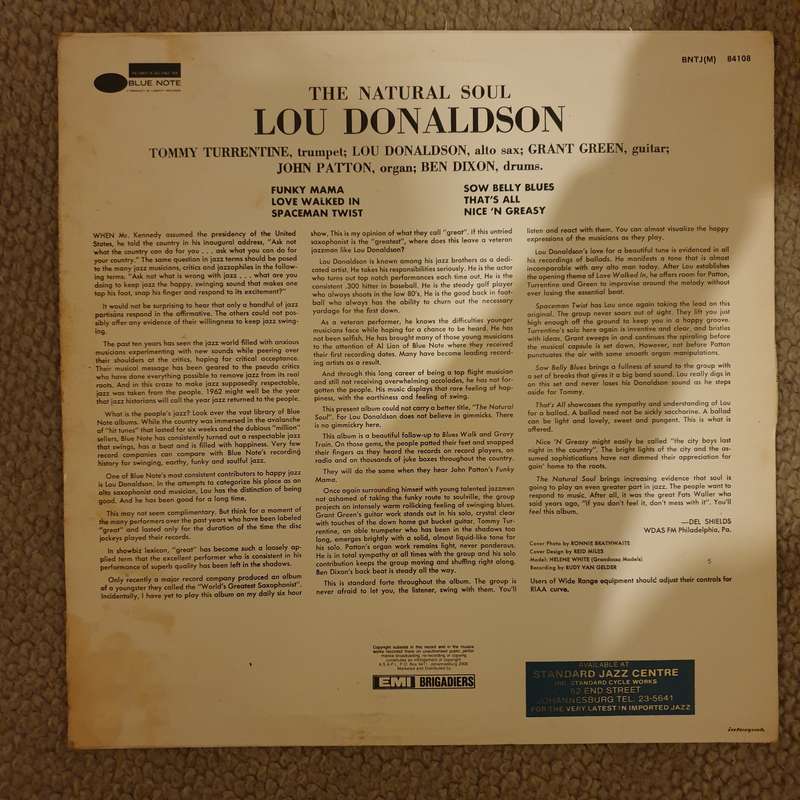 BLUE NOTE
BNTJ(M) 84108
THE NATURAL SOUL
LOU DONALDSON
TOMMY TURRENTINE, trumpet; LOU DONALDSON, alto sax; GRANT GREEN, guitar;
JOHN PATTON, organ; BEN DIXON, drums.
FUNKY MAMA
LOVE WALKED IN
SPACEMAN TWIST
SOW BELLY BLUES
THAT'S ALL
NICE 'N GREASY
WHEN Mr. Kennedy assumed the presidency of the United
States, he told the country in his inaugural address, "Ask not
what the country can do for you . . . ask what you can do for
your country." The same question in jazz terms should be posed
to the many jazz musicians, critics and jazzophiles in the follow-
ing terms. "Ask not what is wrong with jazz . . . what are you
doing to keep jazz the happy, swinging sound that makes one
tap his foot, snap his finger and respond to its excitement?"
It would not be surprising to hear that only a handful of jazz
partisans respond in the affirmative. The others could not pos-
sibly after any evidence of their willingness to keep jazz swing-
ing.
The past ten years has seen the jazz world filled with anxious
musicians experimenting with new sounds while peering over
their shoulders at the critics, hoping for critical acceptance.
Their musical message has been geared to the pseudo critics
who have done everything possible to remove jazz from its real
roots. And in this craze to make jazz supposedly respectable,
jazz was taken from the people. 1962 might well be the year
that jazz historians will call the year jazz returned to the people.
What is the people's jazz? Look over the vast library of Blue
Note albums. While the country was immersed in the avalanche
of "hit tunes" that lasted for six weeks and the dubious "million"
sellers, Blue Note has consistently turned out a respectable jazz
that swings, has a beat and is filled with happiness. Very few
record companies can compare with Blue Note's recording
history for swinging, earthy, funky and soulful jazz.
One of Blue Note's most consistent contributors to happy jazz
is Lou Donaldson. In the attempts to categorize his place as an
alto saxophonist and musician, Lou has the distinction of being
good. And he has been good for a long time.
This may not seem complimentary. But think for a moment of
the many performers over the past years who have been labeled
"great" and lasted only for the duration of the time the disc
jockeys played their records.
In showbiz lexicon, "great" has become such a loosely ap-
plied term that the excellent performer who is consistent in his
performance of superb quality has been left in the shadows.
Only recently a major record company produced an album
of a youngster they called the "World's Greatest Saxophonist".
Incidentally, I have yet to play this album on my daily six hour
show. This is my opinion of what they call "great". If this untried
saxophonist is the "greatest", where does this leave a veteran
jazzman like Lou Donaldson?
Lou Donaldson is known among his jazz brothers as a dedi-
cated artist. He takes his responsibilities seriously. He is the artist
who turns out top notch performances each time out. He is the
consistent .300 hitter in baseball. He is the steady golf player
who always shoots in the low 80's. He is the good back in foot-
ball who always has the ability to churn out the necessary
yardage for the first down.
As a veteran performer, he knows the difficulties younger
musicians face while hoping for a chance to be heard. He has
not been selfish. He has brought many of those young musicians
to the attention of Al Lion of Blue Note where they received
their first recording dates. Many have become leading record-
ing artists as a result.
And through this long career of being a top flight musician
and still not receiving overwhelming accolades, he has not for-
gotten the people. His music displays that rare feeling of hap-
piness, with the earthiness and feeling of swing.
This present album could not carry a better title, "The Natural
Soul". For Lou Donaldson does not believe in gimmicks. There
is no gimmickry here.
This album is a beautiful follow-up to Blues Walk and Gravy
Train. On those gems, the people patted their feet and snapped
their fingers as they heard the records on record players, on
radio and on thousands of juke boxes throughout the country.
They will do the same when they hear John Patton's Funky
Mama.
Once again surrounding himself with young talented jazzmen
not ashamed of taking the funky route to soulville, the group
projects an intensely warm rollicking feeling of swinging blues.
Grant Green's guitar work stands out in his solo, crystal clear
with touches of the down home gut bucket guitar. Tommy Tur-
rentine, an able trumpeter who has been in the shadows too
long, emerges brightly with a solid, almost liquid-like tone for
his solo. Patton's organ work remains light, never ponderous.
He is in total sympathy at all times with the group and his solo
contribution keeps the group moving and shuffling right along.
Ben Dixon's back beat is steady all the way.
This is standard forte throughout the album. The group is
never afraid to let you, the listener, swing with them. You'll
listen and react with them. You can almost visualize the happy
expressions of the musicians as they play.
Lou Donaldson's love for a beautiful tune is evidenced in all
his recordings of ballads. He manifests a tone that is almost
incomparable with any alto man today. After Lou establishes
the opening theme of Love Walked In, he offers room for Patton,
Turrentine and Green to improvise around the melody without
ever losing the essential beat.
Spaceman Twist has Lou once again taking the lead on this
original. The group never soars out of sight. They lift you just
high enough off the ground to keep you in a happy groove.
Turrentine's solo here again is inventive and clear, and bristles
with ideas. Grant sweeps in and continues the spiraling before
the musical capsule is set down. However, not before Patton
punctuates the air with some smooth organ manipulations.
Sow Belly Blues brings a fullness of sound to the group with
a set of breaks that gives it a big band sound. Lou really digs in
on this set and never loses his Donaldson sound as he steps
aside for Tommy.
That's All showcases the sympathy and understanding of Lou
for a ballad. A ballad need not be sickly saccharine. A ballad
can be light and lovely, sweet and pungent. This is what is
offered.
Nice 'N Greasy might easily be called "the city boys last
night in the country". The bright lights of the city and the as-
sumed sophistications have not dimmed their appreciation for
goin' home to the roots.
The Natural Soul brings increasing evidence that soul is
going to play an even greater part in jazz. The people want to
respond to music. After all, it was the great Fats Waller who
said years ago, "if you don't feel it, don't mess with it". You'll
feel this album.
—DEL SHIELDS
WDAS FM Philadelphia, Pa.
Cover Photo by RONNIE BRATHWAITE
Cover Design by REID MILES
Model: HELENE WHITE (Grandassa Models)
Recording by RUDY VAN GELDER
5
Users of Wide Range equipment should adjust their controls for
RIAA curve.
Copyright subsists in this record and in the musical
works recorded there on unauthorised public perfor
mance broadcasting, re-recording or copying
constitutes an infringement of Copyright
Marketed and Distributed by
EMI BRIGADIERS
AVAILABLE AT
STANDARD JAZZ CENTRE
INC. STANDARD CYCLE WORKS
62 END STREET
JOHANNESBURG TEL. 23-5641
FOR THE VERY LATEST IN IMPORTED JAZZ